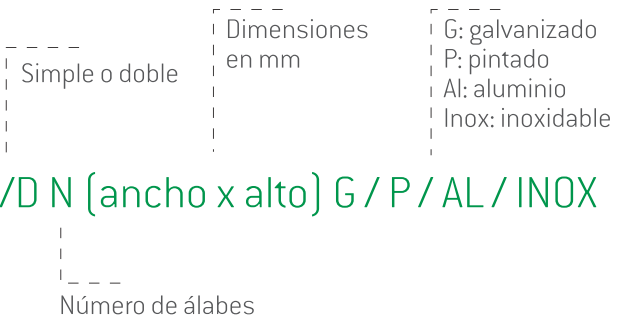 Simple o doble
Dimensiones
en mm
G: galvanizado
P: pintado
Al: aluminio
Inox: inoxidable
/D N (ancho x alto) G / P / AL / INOX
Número de álabes